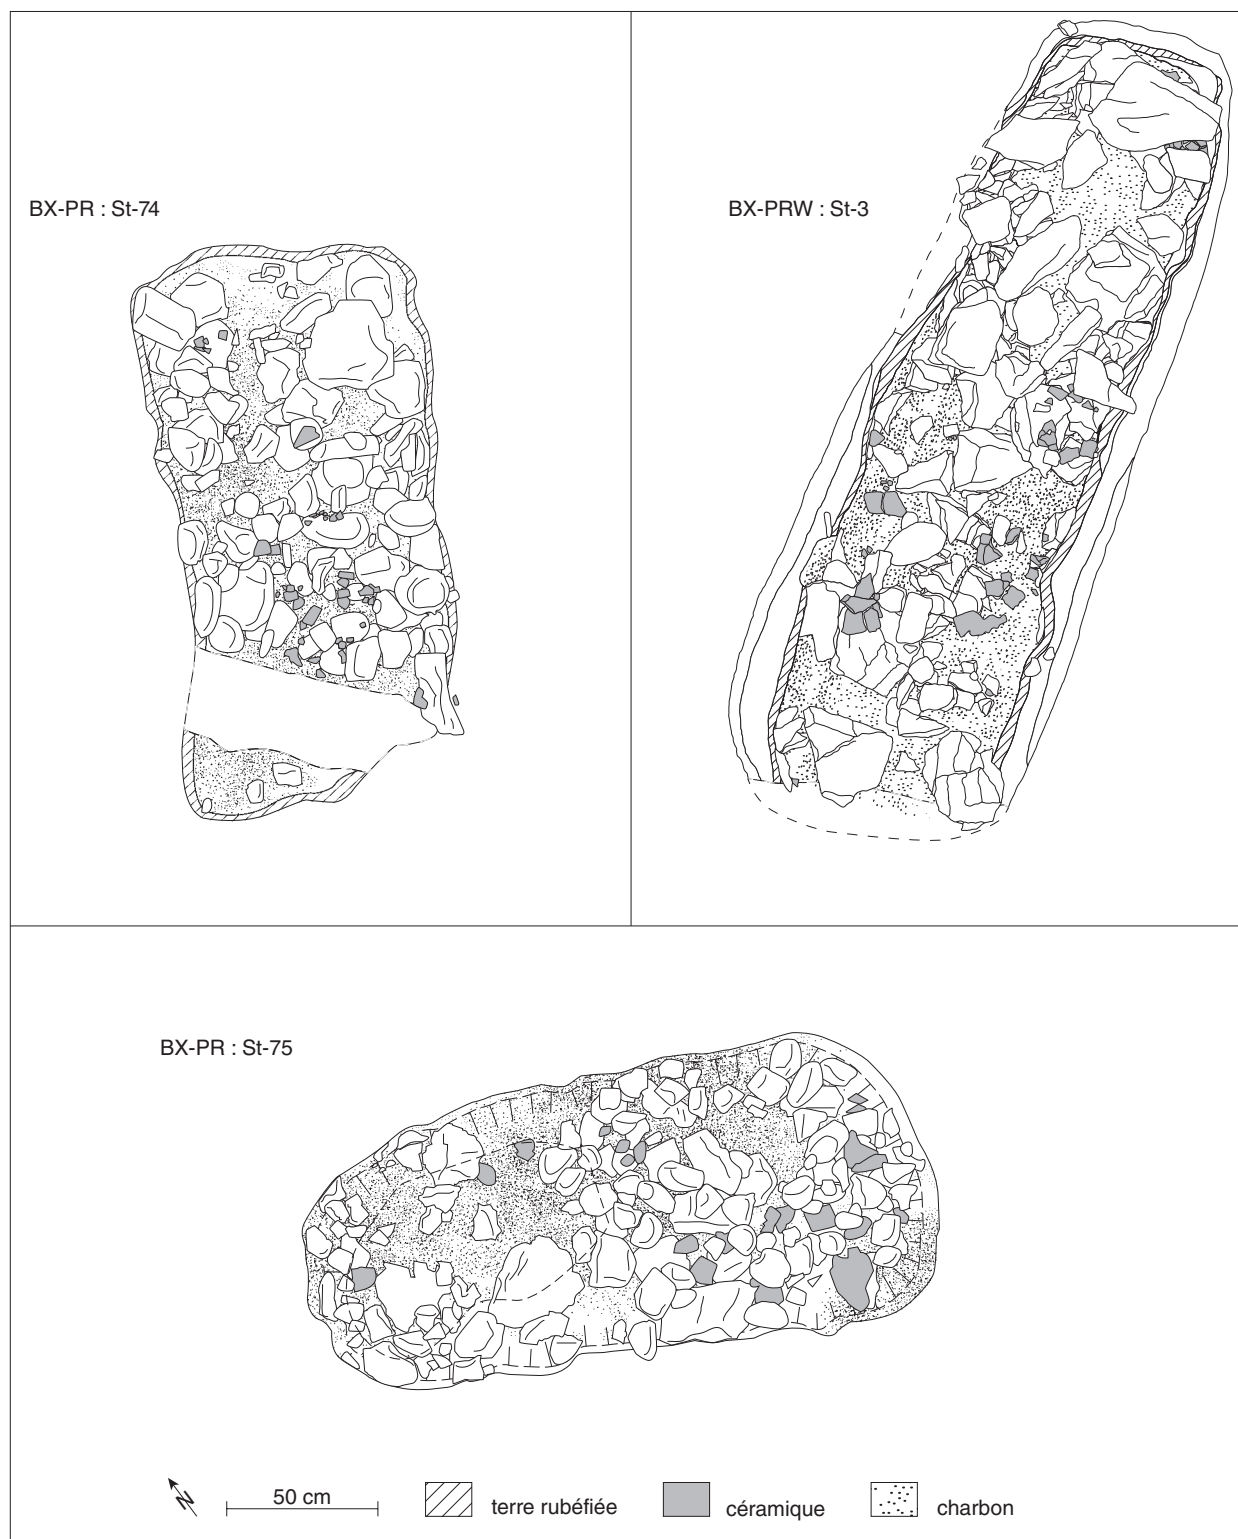 BX-PR : St-74
BX-PRW : St-3
BX-PR : St-75
N
50 cm
terre rubéfiée
céramique
charbon